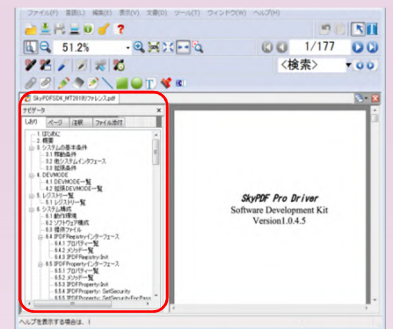 ファイル(F) 言語(L) 編集(E) 表示(V) 文書(D) ツール(T) ウィンドウ(W) ヘルプ(H)
51.2%
1/177
<検索>
SkyPDFSDK_MT2019リファレンス.pdf
ナビゲータ
しおり ページ 注釈 ファイル添付
1 はじめに
2 概要
3 システムの基本条件
3.1 稼動条件
3.2 他システムインタフェース
3.3 拡張条件
4. DEVMODE
4.1 DEVMODE一覧
4.2 拡張DEVMODE一覧
5. レジストリ一覧
5.1 レジストリ一覧
6 システム構成
6.1 動作環境
6.2 ソフトウェア構成
6.3 提供ファイル
6.4 IPDFRegistryインターフェース
6.4.1 プロパティ一覧
6.4.2 メソッド一覧
6.4.3 IPDFRegistry:Init
6.5 IPDFPropertyインターフェース
6.5.1 プロパティ一覧
6.5.2 メソッド一覧
6.5.3 IPDFProperty:Init
6.5.4 IPDFProperty: SetSecurity
6.5.5 IPDFProperty: SetSecurityForPass
SkyPDF Pro Driver
Software Development Kit
Version1.0.4.5
ヘルプを表示する場合は、